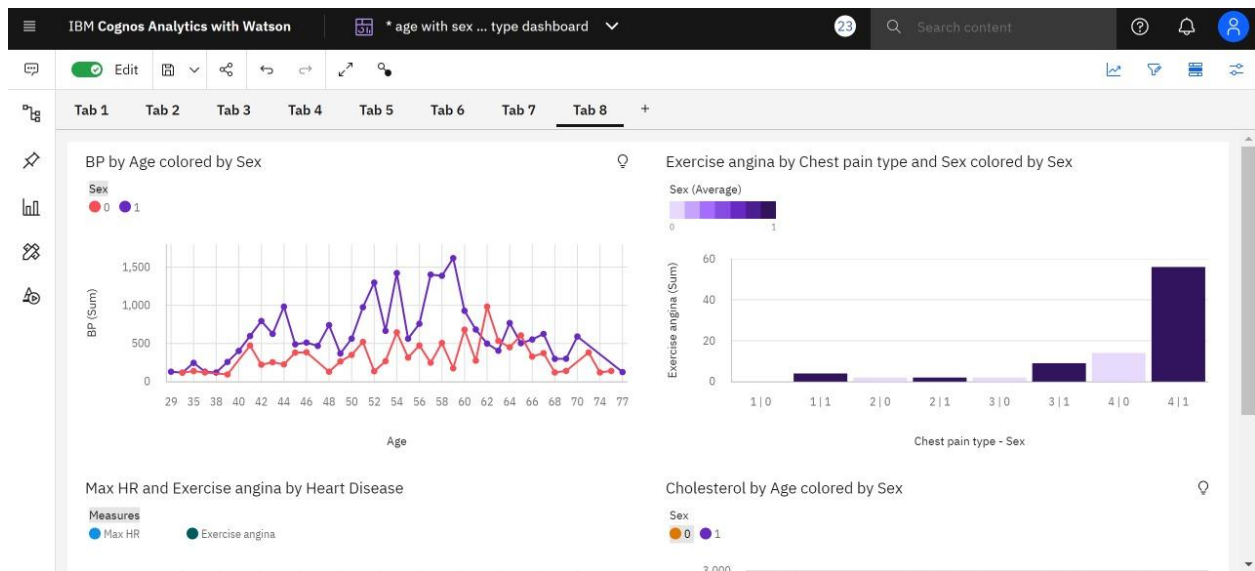 IBM Cognos Analytics with Watson
* age with sex ... type dashboard
23
Search content
Edit
Tab 1 Tab 2 Tab 3 Tab 4 Tab 5 Tab 6 Tab 7 Tab 8 +
BP by Age colored by Sex
Sex
0 1
BP (Sum)
1,500
1,000
500
0
29 35 38 40 42 44 46 48 50 52 54 56 58 60 62 64 66 68 70 74 77
Age
Exercise angina by Chest pain type and Sex colored by Sex
Sex (Average)
0 1
Exercise angina (Sum)
60
40
20
0
1|0 1|1 2|0 2|1 3|0 3|1 4|0 4|1
Chest pain type - Sex
Max HR and Exercise angina by Heart Disease
Measures
Max HR Exercise angina
Cholesterol by Age colored by Sex
Sex
0 1
3,000